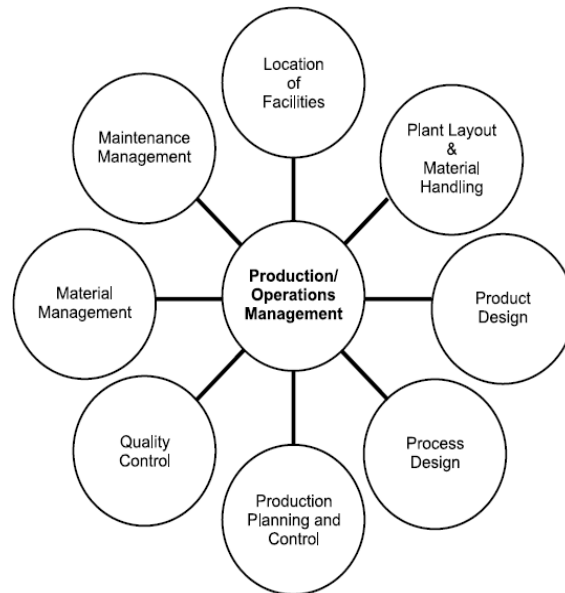 Location
of
Facilities
Plant Layout
&
Material
Handling
Product
Design
Process
Design
Production
Planning and
Control
Quality
Control
Material
Management
Maintenance
Management
Production/
Operations
Management